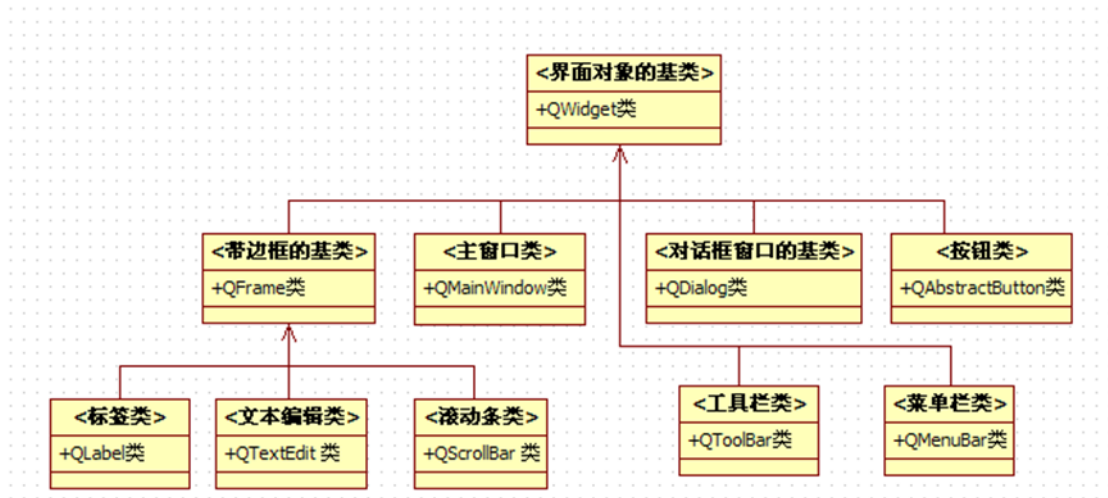 <界面对象的基类>
+QWidget类
<带边框的基类>
+QFrame类
<主窗口类>
+QMainWindow类
<对话框窗口的基类>
+QDialog类
<按钮类>
+QAbstractButton类
<标签类>
+QLabel类
<文本编辑类>
+QTextEdit 类
<滚动条类>
+QScrollBar 类
<工具栏类>
+QToolBar类
<菜单栏类>
+QMenuBar类